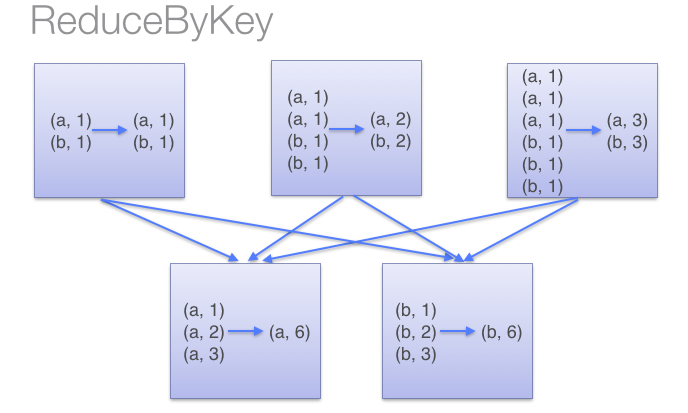 ReduceByKey
(a, 1) (a, 1)
(b, 1) (b, 1)
(a, 1)
(a, 1) (a, 2)
(b, 1) (b, 2)
(b, 1)
(a, 1)
(a, 1)
(a, 1) (a, 3)
(b, 1) (b, 3)
(b, 1)
(b, 1)
(a, 1)
(a, 2) (a, 6)
(a, 3)
(b, 1)
(b, 2) (b, 6)
(b, 3)